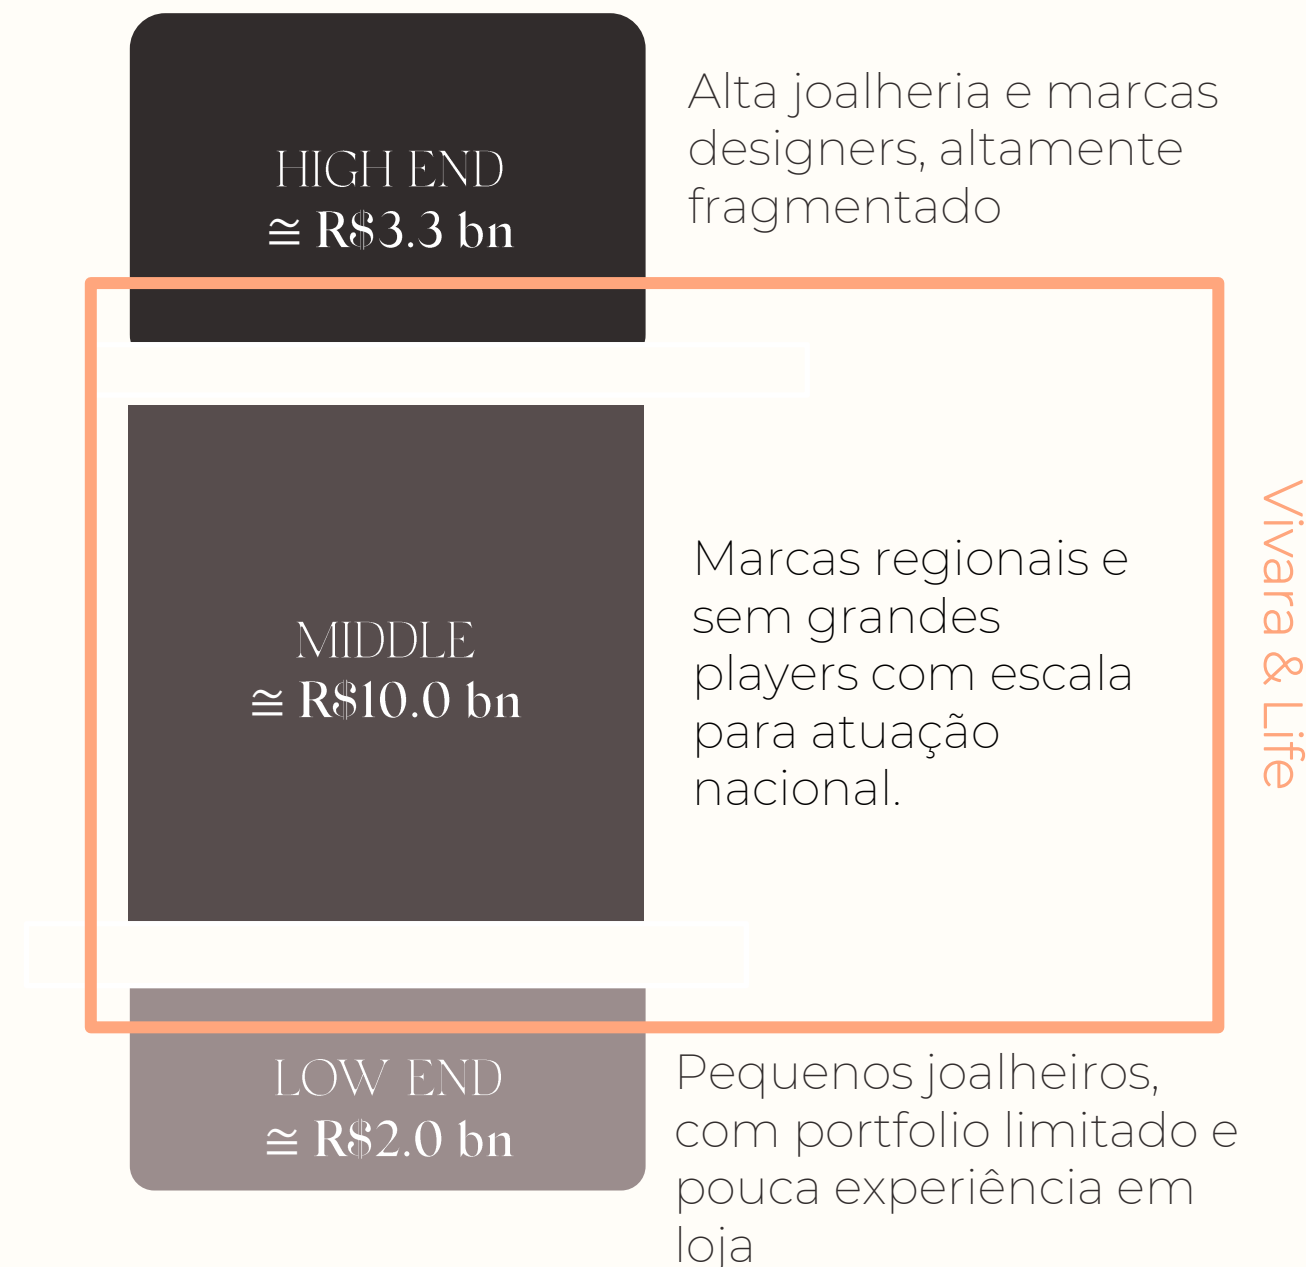 HIGH END
≅ R$3.3 bn
Alta joalheria e marcas
designers, altamente
fragmentado
MIDDLE
≅ R$10.0 bn
Marcas regionais e
sem grandes
players com escala
para atuação
nacional.
Vivara & Life
LOW END
≅ R$2.0 bn
Pequenos joalheiros,
com portfolio limitado e
pouca experiência em
loja